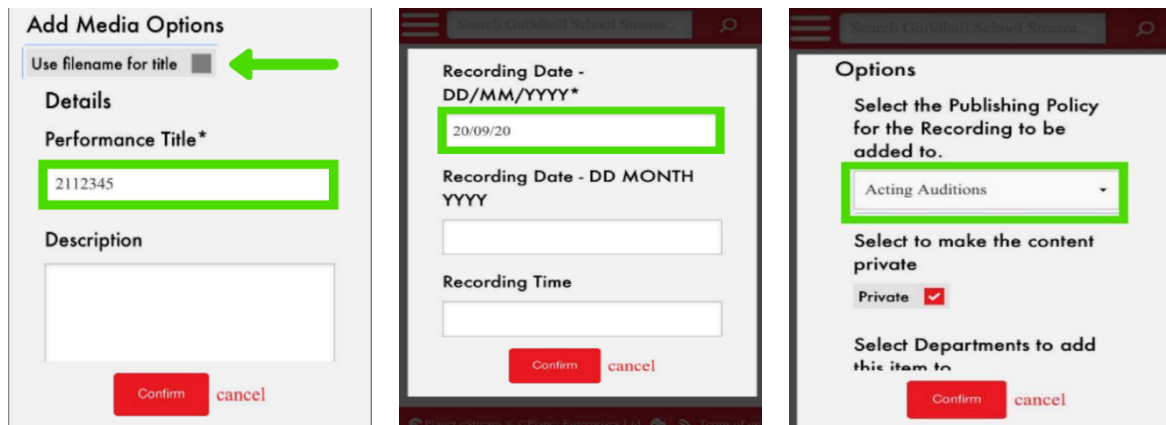 Add Media Options
Use filename for title
Details
Performance Title*
2112345
Description
Confirm cancel
Search Guildhall School Stream..
Recording Date -
DD/MM/YYYY*
20/09/20
Recording Date - DD MONTH
YYYY
Recording Time
Confirm cancel
Search Guildhall School Stream..
Options
Select the Publishing Policy
for the Recording to be
added to.
Acting Auditions
Select to make the content
private
Private
Select Departments to add
this item to
Confirm cancel